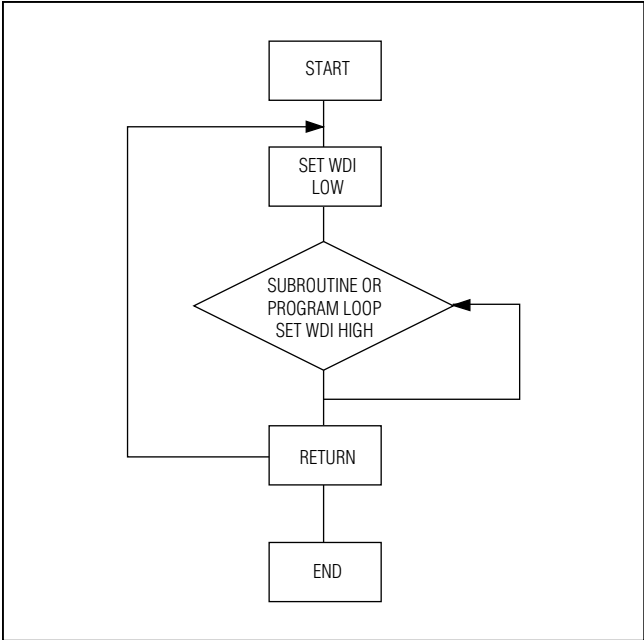 START
SET WDI
LOW
SUBROUTINE OR
PROGRAM LOOP
SET WDI HIGH
RETURN
END